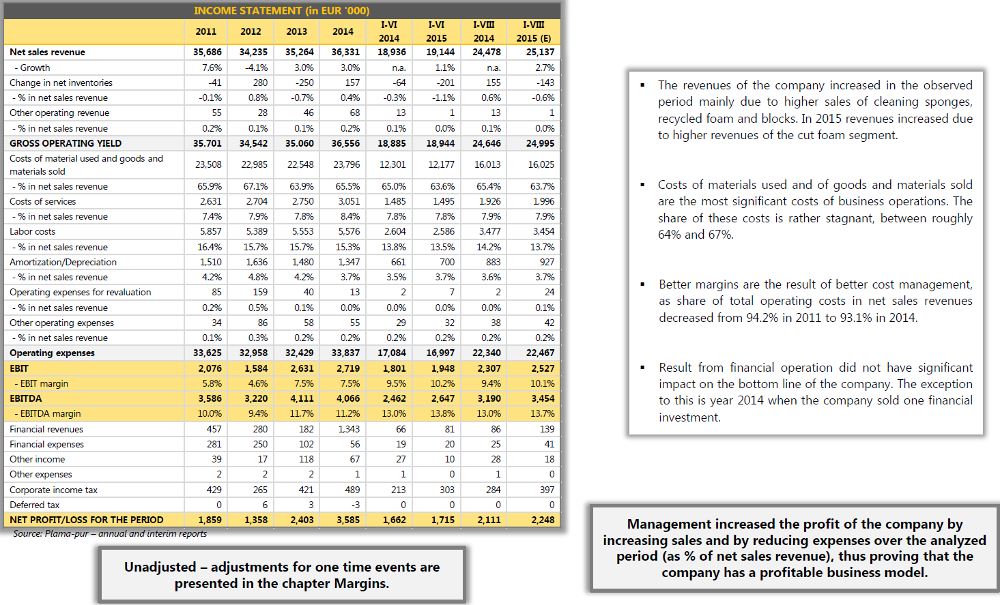 INCOME STATEMENT (in EUR '000)
2011 2012 2013 2014 I-VI 2014 I-VI 2015 I-VIII 2014 I-VIII 2015 (E)
Net sales revenue 35,686 34,235 35,264 36,331 18,936 19,144 24,478 25,137
- Growth 7.6% -4.1% 3.0% 3.0% n.a. 1.1% n.a. 2.7%
Change in net inventories -41 280 -250 157 -64 -201 155 -143
- % in net sales revenue -0.1% 0.8% -0.7% 0.4% -0.3% -1.1% 0.6% -0.6%
Other operating revenue 55 28 46 68 13 1 13 1
- % in net sales revenue 0.2% 0.1% 0.1% 0.2% 0.1% 0.0% 0.1% 0.0%
GROSS OPERATING YIELD 35.701 34,542 35.060 36,556 18,885 18,944 24,646 24,995
Costs of material used and goods and
materials sold 23,508 22,985 22,548 23,796 12,301 12,177 16,013 16,025
- % in net sales revenue 65.9% 67.1% 63.9% 65.5% 65.0% 63.6% 65.4% 63.7%
Costs of services 2,631 2,704 2,750 3,051 1,485 1,495 1,926 1,996
- % in net sales revenue 7.4% 7.9% 7.8% 8.4% 7.8% 7.8% 7.9% 7.9%
Labor costs 5,857 5,389 5,553 5,576 2,604 2,586 3,477 3,454
- % in net sales revenue 16.4% 15.7% 15.7% 15.3% 13.8% 13.5% 14.2% 13.7%
Amortization/Depreciation 1,510 1,636 1,480 1,347 661 700 883 927
- % in net sales revenue 4.2% 4.8% 4.2% 3.7% 3.5% 3.7% 3.6% 3.7%
Operating expenses for revaluation 85 159 40 13 2 7 2 24
- % in net sales revenue 0.2% 0.5% 0.1% 0.0% 0.0% 0.0% 0.0% 0.1%
Other operating expenses 34 86 58 55 29 32 38 42
- % in net sales revenue 0.1% 0.3% 0.2% 0.2% 0.2% 0.2% 0.2% 0.2%
Operating expenses 33,625 32,958 32,429 33,837 17,084 16,997 22,340 22,467
EBIT 2,076 1,584 2,631 2,719 1,801 1,948 2,307 2,527
- EBIT margin 5.8% 4.6% 7.5% 7.5% 9.5% 10.2% 9.4% 10.1%
EBITDA 3,586 3,220 4,111 4,066 2,462 2,647 3,190 3,454
- EBITDA margin 10.0% 9.4% 11.7% 11.2% 13.0% 13.8% 13.0% 13.7%
Financial revenues 457 280 182 1,343 66 81 86 139
Financial expenses 281 250 102 56 19 20 25 41
Other income 39 17 118 67 27 10 28 18
Other expenses 2 2 2 1 1 0 1 0
Corporate income tax 429 265 421 489 213 303 284 397
Deferred tax 0 6 3 -3 0 0 0 0
NET PROFIT/LOSS FOR THE PERIOD 1,859 1,358 2,403 3,585 1,662 1,715 2,111 2,248
Source: Plama-pur – annual and interim reports
Unadjusted – adjustments for one time events are
presented in the chapter Margins.
▪ The revenues of the company increased in the observed
period mainly due to higher sales of cleaning sponges,
recycled foam and blocks. In 2015 revenues increased due
to higher revenues of the cut foam segment.
▪ Costs of materials used and of goods and materials sold
are the most significant costs of business operations. The
share of these costs is rather stagnant, between roughly
64% and 67%.
▪ Better margins are the result of better cost management,
as share of total operating costs in net sales revenues
decreased from 94.2% in 2011 to 93.1% in 2014.
▪ Result from financial operation did not have significant
impact on the bottom line of the company. The exception
to this is year 2014 when the company sold one financial
investment.
Management increased the profit of the company by
increasing sales and by reducing expenses over the analyzed
period (as % of net sales revenue), thus proving that the
company has a profitable business model.